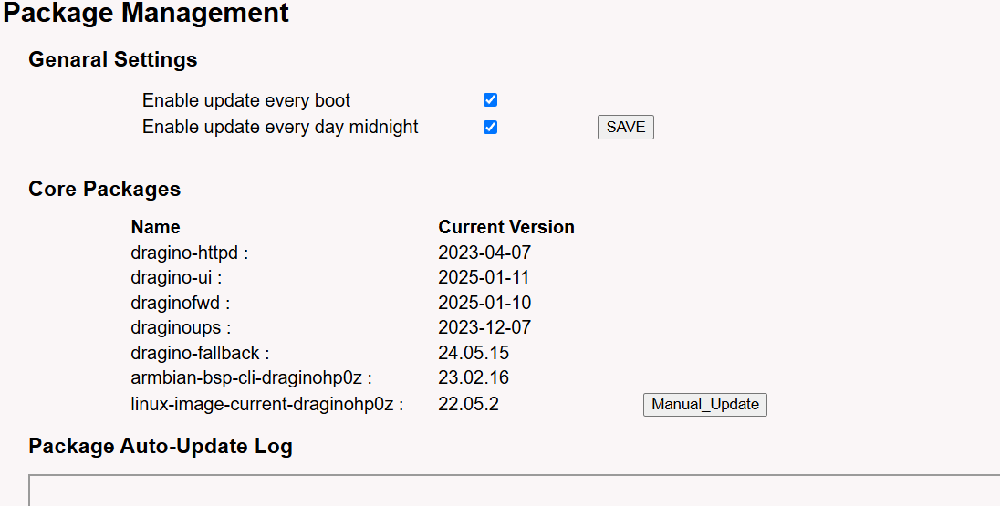 Package Management
Genaral Settings
Enable update every boot
Enable update every day midnight SAVE
Core Packages
Name Current Version
dragino-httpd : 2023-04-07
dragino-ui : 2025-01-11
draginofwd : 2025-01-10
draginoups : 2023-12-07
dragino-fallback : 24.05.15
armbian-bsp-cli-draginohp0z : 23.02.16
linux-image-current-draginohp0z : 22.05.2 Manual_Update
Package Auto-Update Log